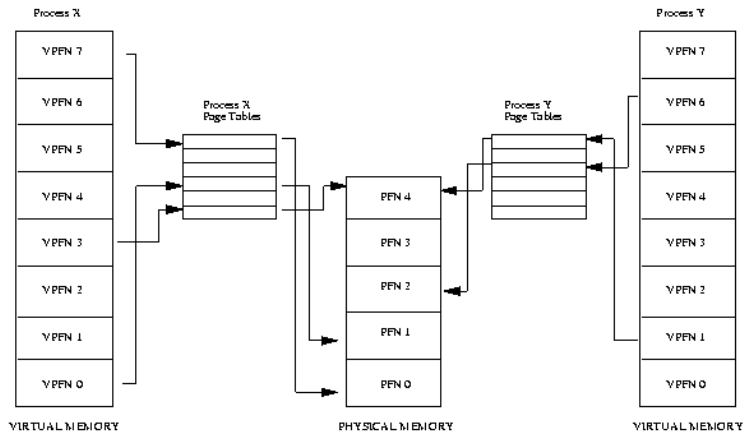 Process X
Process Y
VPFN 7
VPFN 6
VPFN 5
VPFN 4
VPFN 3
VPFN 2
VPFN 1
VPFN 0
VIRTUAL MEMORY
Process X
Page Tables
PFN 4
PFN 3
PFN 2
PFN 1
PFN 0
PHYSICAL MEMORY
Process Y
Page Tables
VPFN 7
VPFN 6
VPFN 5
VPFN 4
VPFN 3
VPFN 2
VPFN 1
VPFN 0
VIRTUAL MEMORY